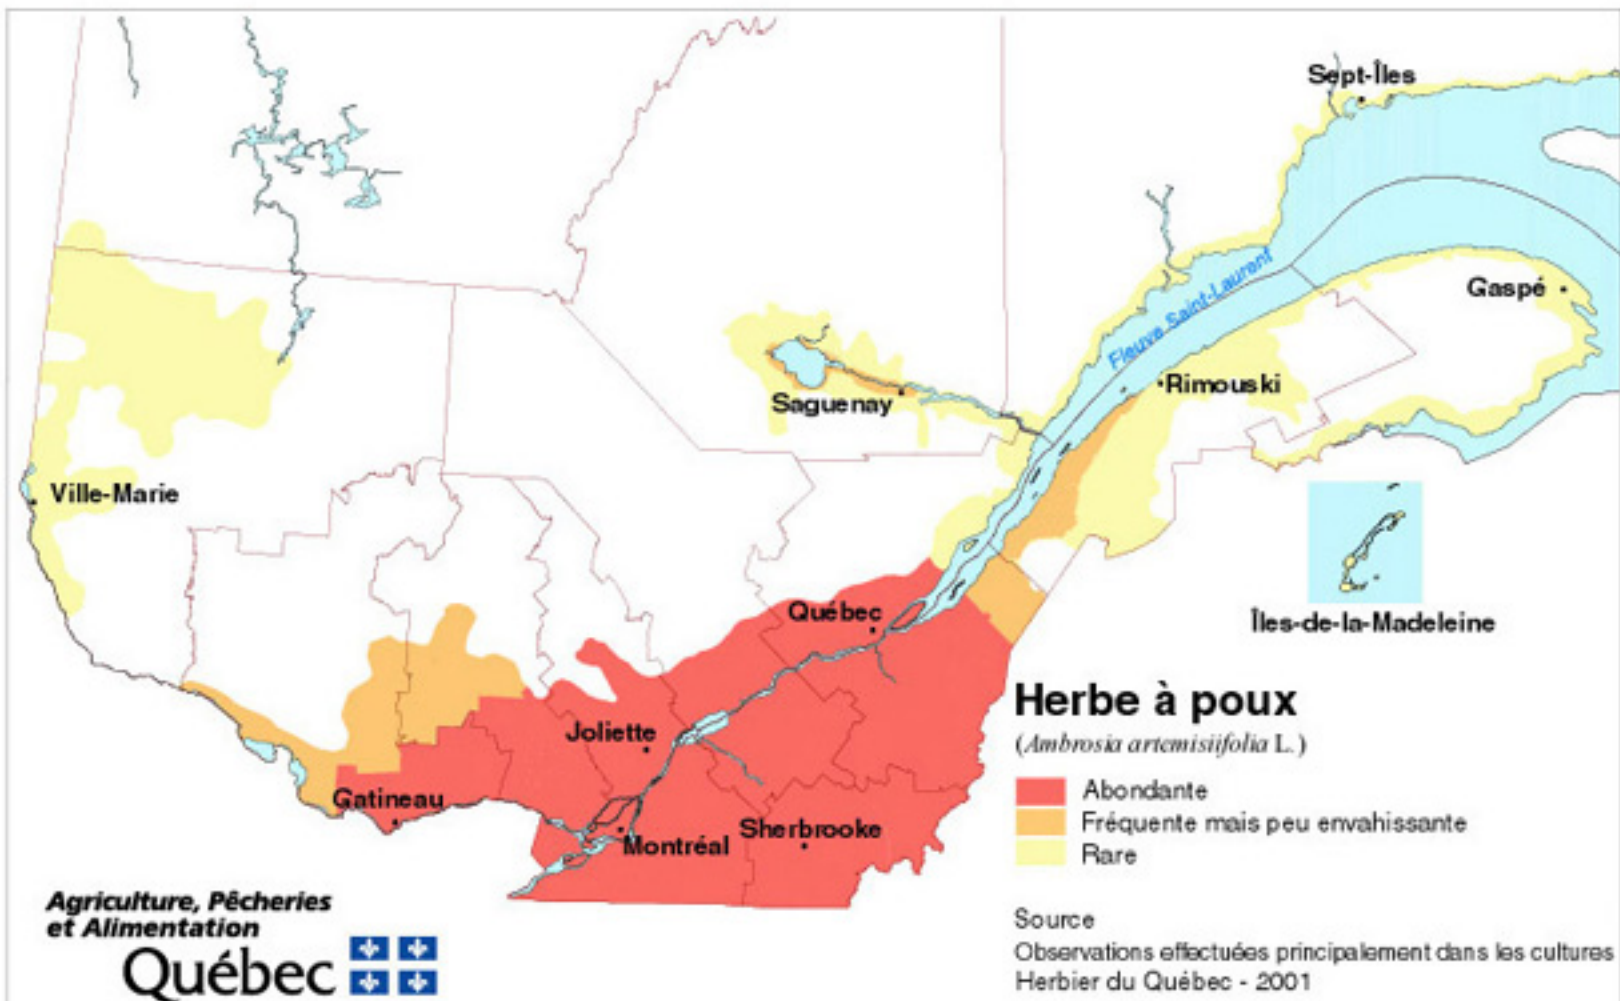 Sept-Îles
Fleuve Saint-Laurent
Gaspé
Rimouski
Saguenay
Ville-Marie
Îles-de-la-Madeleine
Québec
Joliette
Gatineau
Montréal
Sherbrooke
Herbe à poux
(Ambrosia artemisiifolia L.)
Abondante
Fréquente mais peu envahissante
Rare
Source
Observations effectuées principalement dans les cultures
Herbier du Québec - 2001
Agriculture, Pêcheries
et Alimentation
Québec